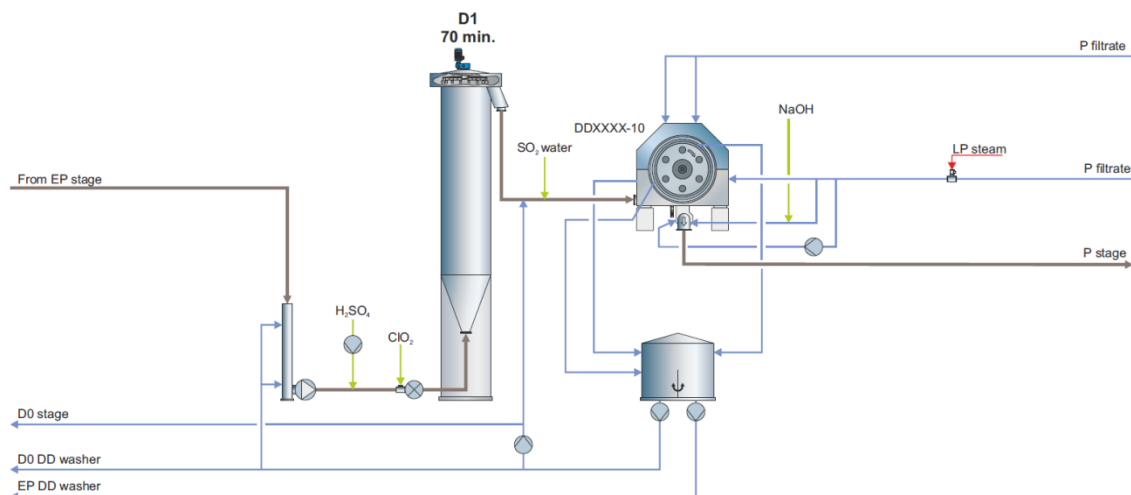 D1
70 min.
P filtrate
NaOH
DDXXXX-10
SO₂ water
LP steam
From EP stage
P filtrate
P stage
H₂SO₄
ClO₂
D0 stage
D0 DD washer
EP DD washer